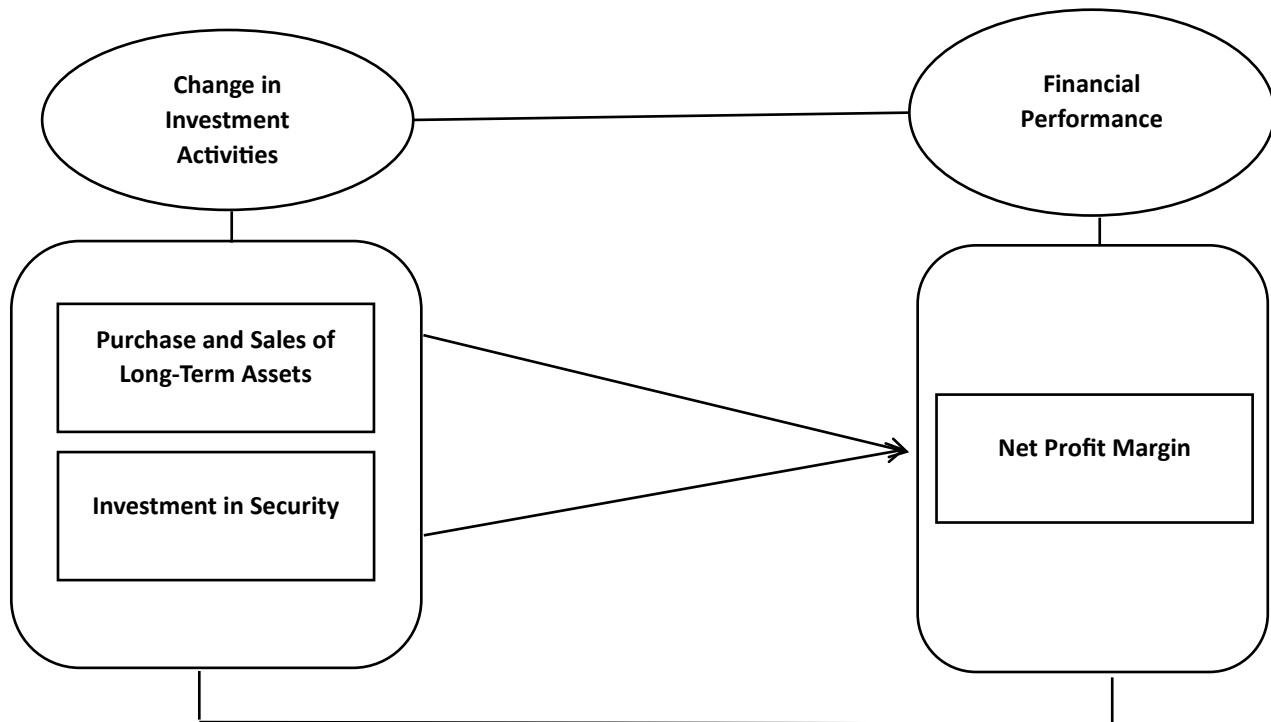 Change in
Investment
Activities
Financial
Performance
Purchase and Sales of
Long-Term Assets
Investment in Security
Net Profit Margin